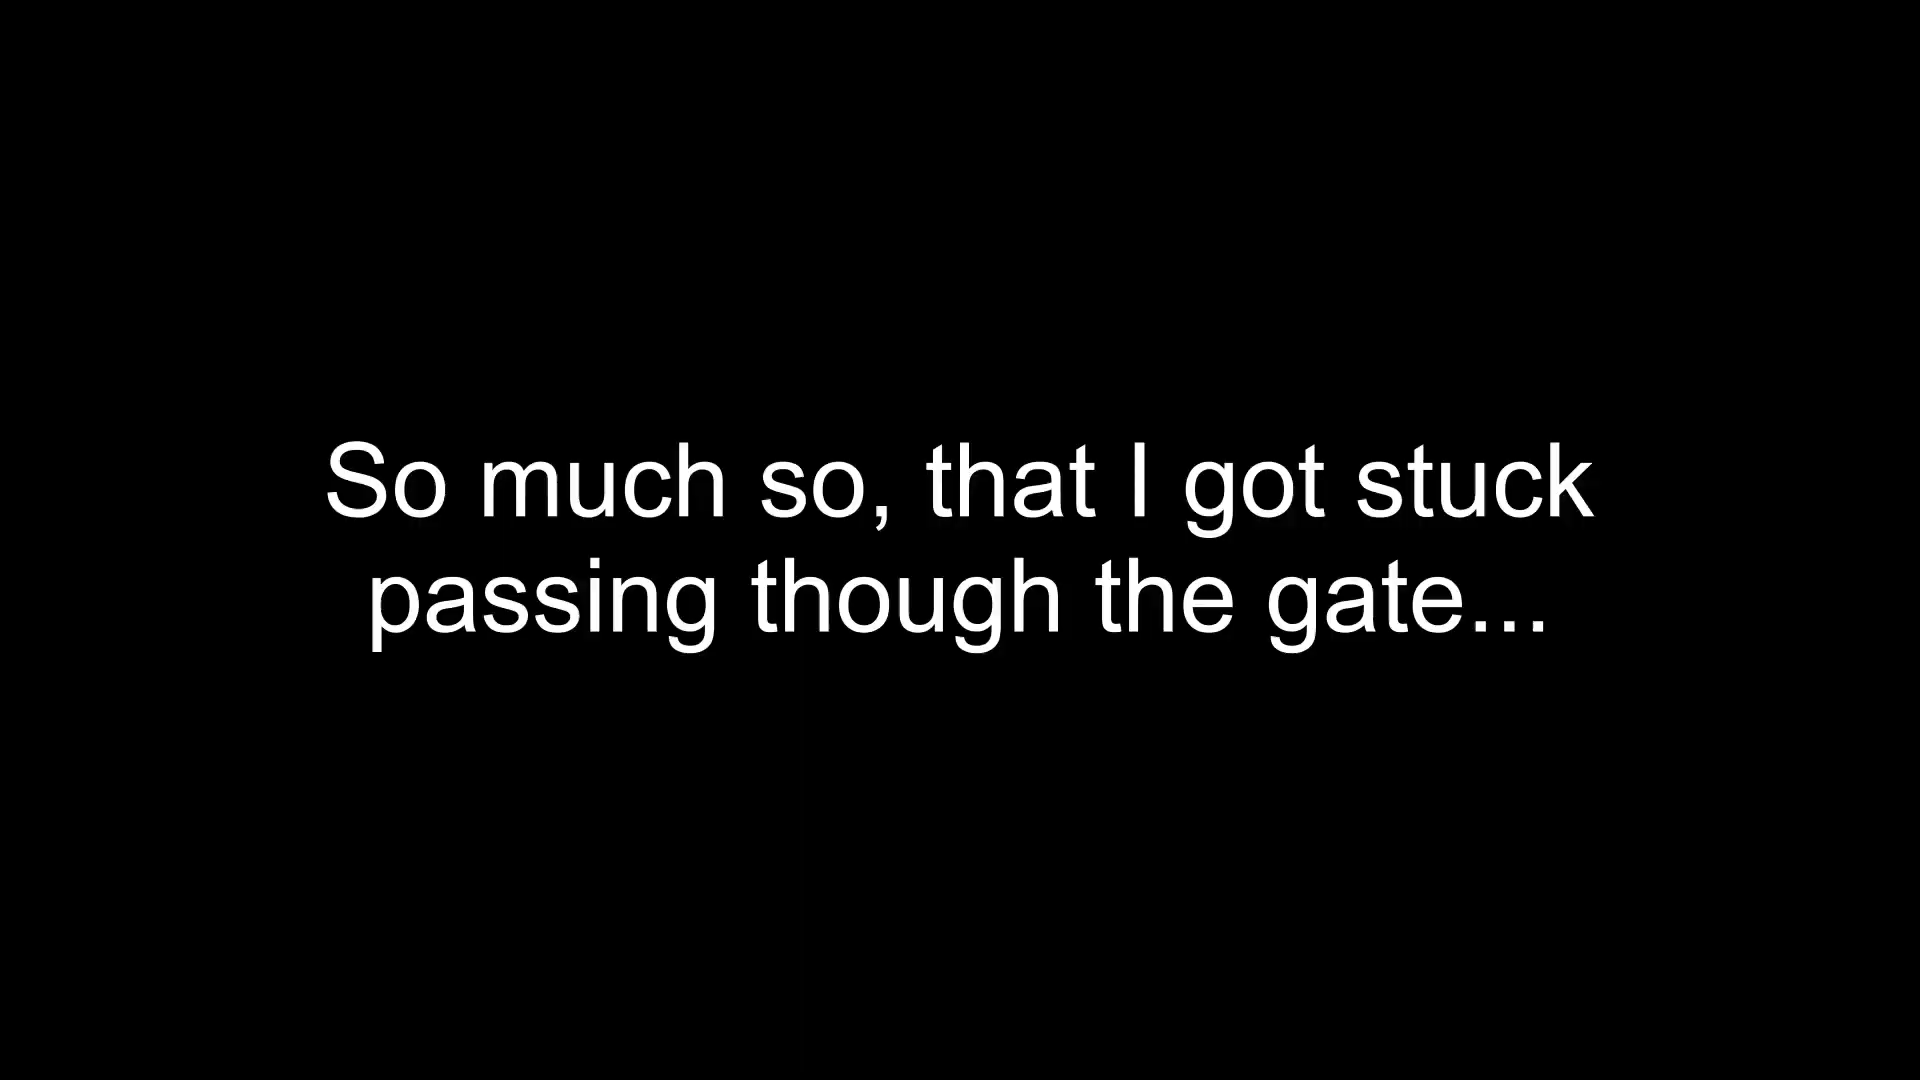 So much so, that I got stuck
passing though the gate...